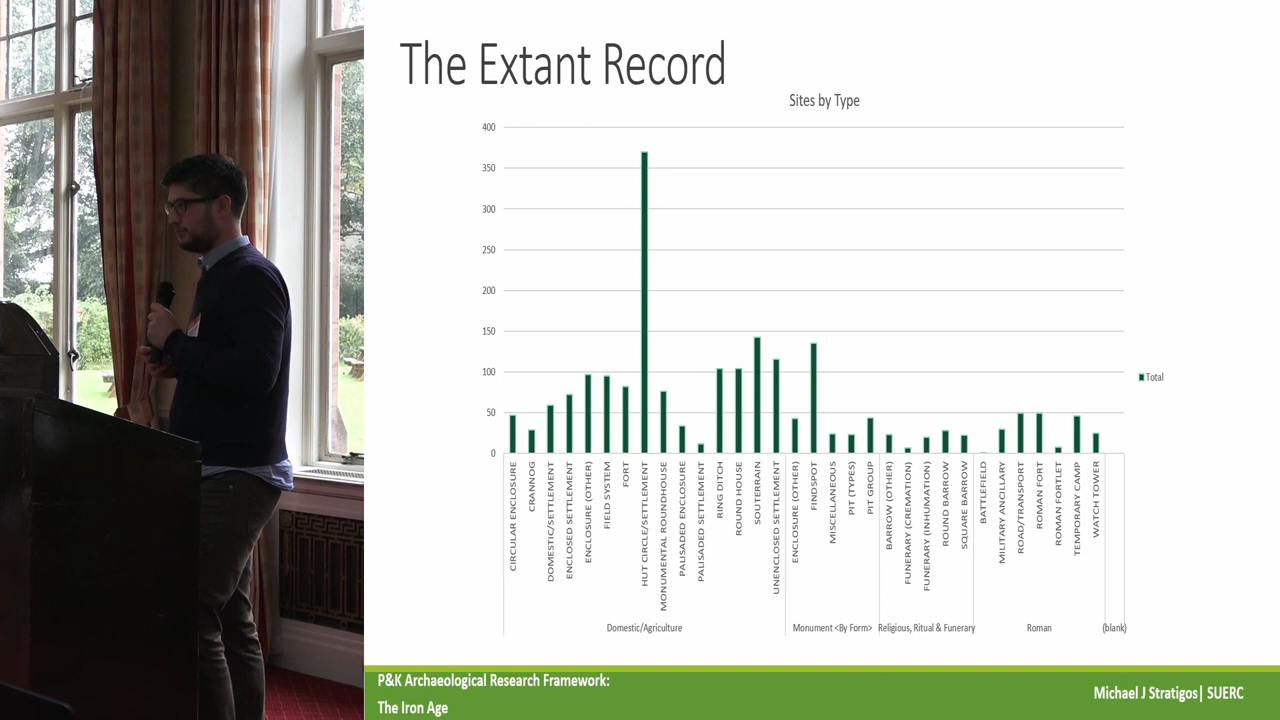 The Extant Record
Sites by Type
400
350
300
250
200
150
100
50
0
Total
CIRCULAR ENCLOSURE
CRANNOG
DOMESTIC/SETTLEMENT
ENCLOSED SETTLEMENT
ENCLOSURE (OTHER)
FIELD SYSTEM
FORT
HUT CIRCLE/SETTLEMENT
MONUMENTAL ROUNDHOUSE
PALISADED ENCLOSURE
PALISADED SETTLEMENT
RING DITCH
ROUND HOUSE
SOUTERRAIN
UNENCLOSED SETTLEMENT
ENCLOSURE (OTHER)
FINDSPOT
MISCELLANEOUS
PIT (TYPES)
PIT GROUP
BARROW (OTHER)
FUNERARY (CREMATION)
FUNERARY (INHUMATION)
ROUND BARROW
SQUARE BARROW
BATTLEFIELD
MILITARY ANCILLARY
ROAD/TRANSPORT
ROMAN FORT
ROMAN FORTLET
TEMPORARY CAMP
WATCH TOWER
Domestic/Agriculture
Monument <By Form>
Religious, Ritual & Funerary
Roman
(blank)
P&K Archaeological Research Framework:
The Iron Age
Michael J Stratigos| SUERC